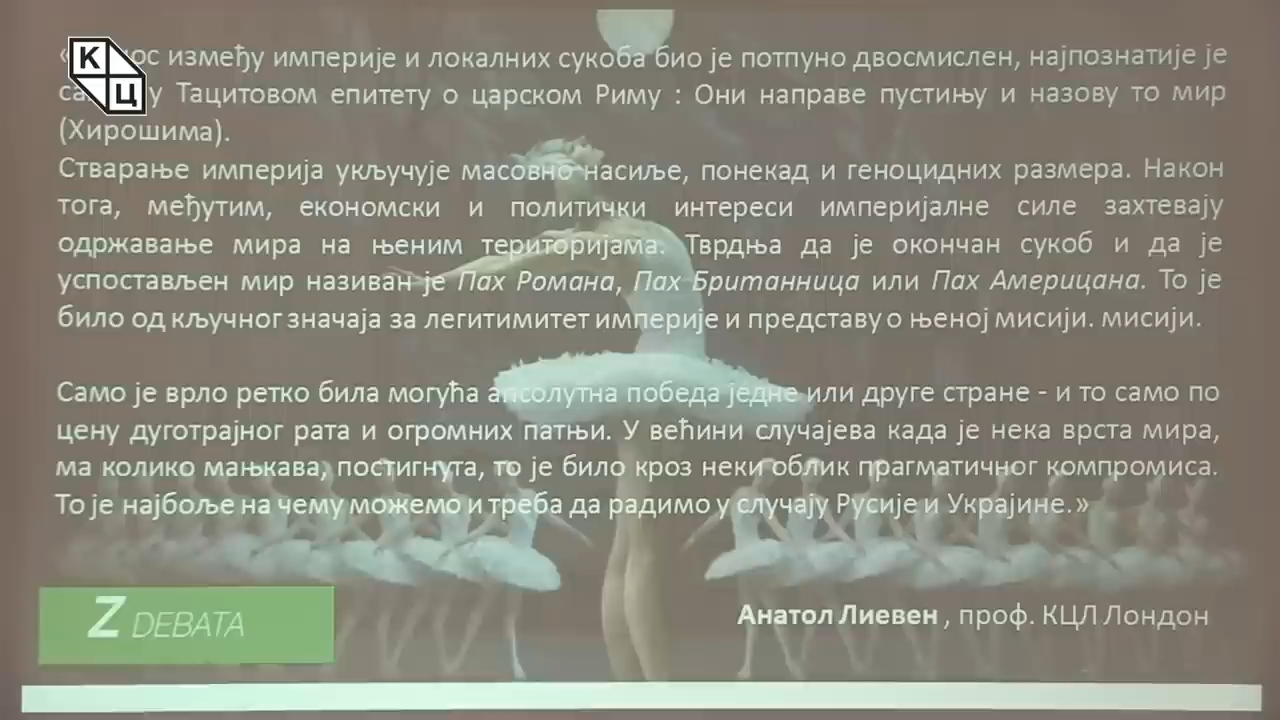 К
Ц
између империје и локалних сукоба био је потпуно двосмислен, најпознатије је
у Тацитовом епитету о царском Риму : Они направе пустињу и назову то мир
(Хирошима).
Стварање империја укључује масовно насиље, понекад и геноцидних размера. Након
тога, међутим, економски и политички интереси империјалне силе захтевају
одржавање мира на њеним територијама. Тврдња да је окончан сукоб и да је
успостављен мир називан је Пах Романа, Пах Британница или Пах Америцана. То је
било од кључног значаја за легитимитет империје и представу о њеној мисији. мисији.
Само је врло ретко била могућа апсолутна победа једне или друге стране - и то само по
цену дуготрајног рата и огромних патњи. У већини случајева када је нека врста мира,
ма колико мањкава, постигнута, то је било кроз неки облик прагматичног компромиса.
То је најбоље на чему можемо и треба да радимо у случају Русије и Украјине.»
Z DEBATA
Анатол Лиевен , проф. КЦЛ Лондон